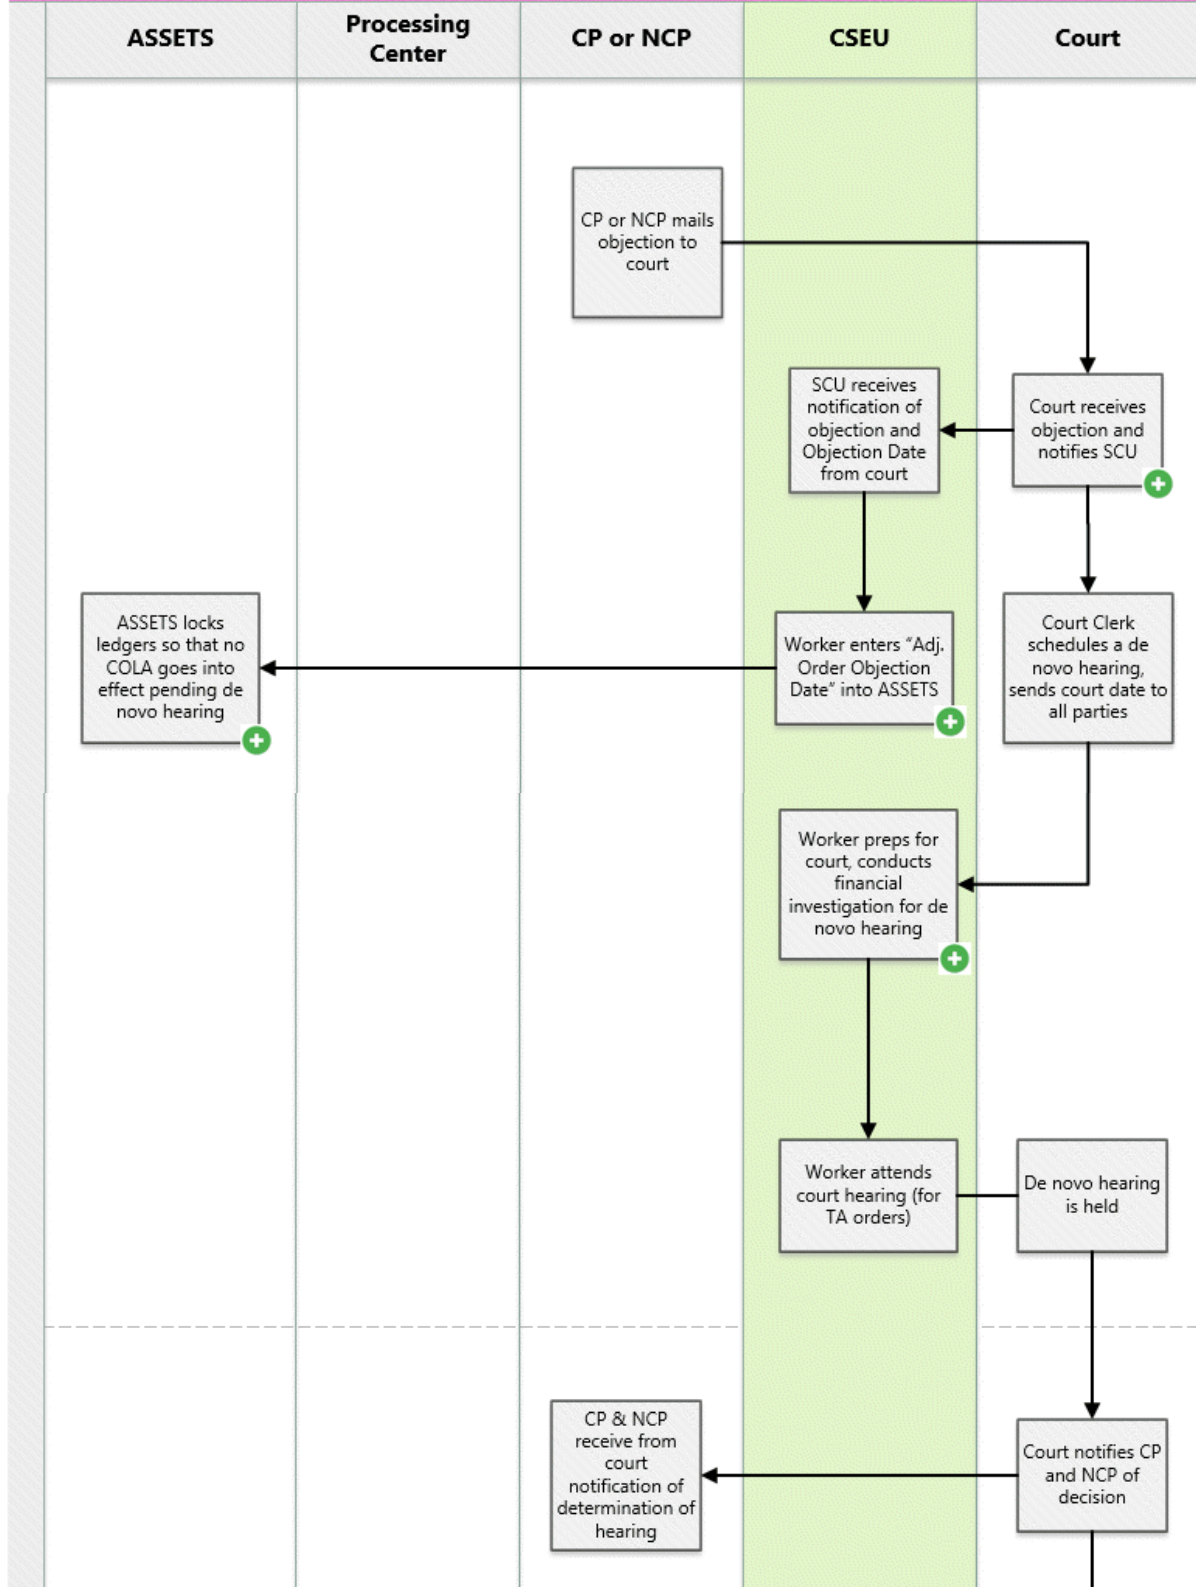 ASSETS
Processing
Center
CP or NCP
CSEU
Court
CP or NCP mails
objection to
court
SCU receives
notification of
objection and
Objection Date
from court
Court receives
objection and
notifies SCU
ASSETS locks
ledgers so that no
COLA goes into
effect pending de
novo hearing
Worker enters “Adj.
Order Objection
Date” into ASSETS
Court Clerk
schedules a de
novo hearing,
sends court date to
all parties
Worker preps for
court, conducts
financial
investigation for de
novo hearing
Worker attends
court hearing (for
TA orders)
De novo hearing
is held
CP & NCP
receive from
court
notification of
determination of
hearing
Court notifies CP
and NCP of
decision